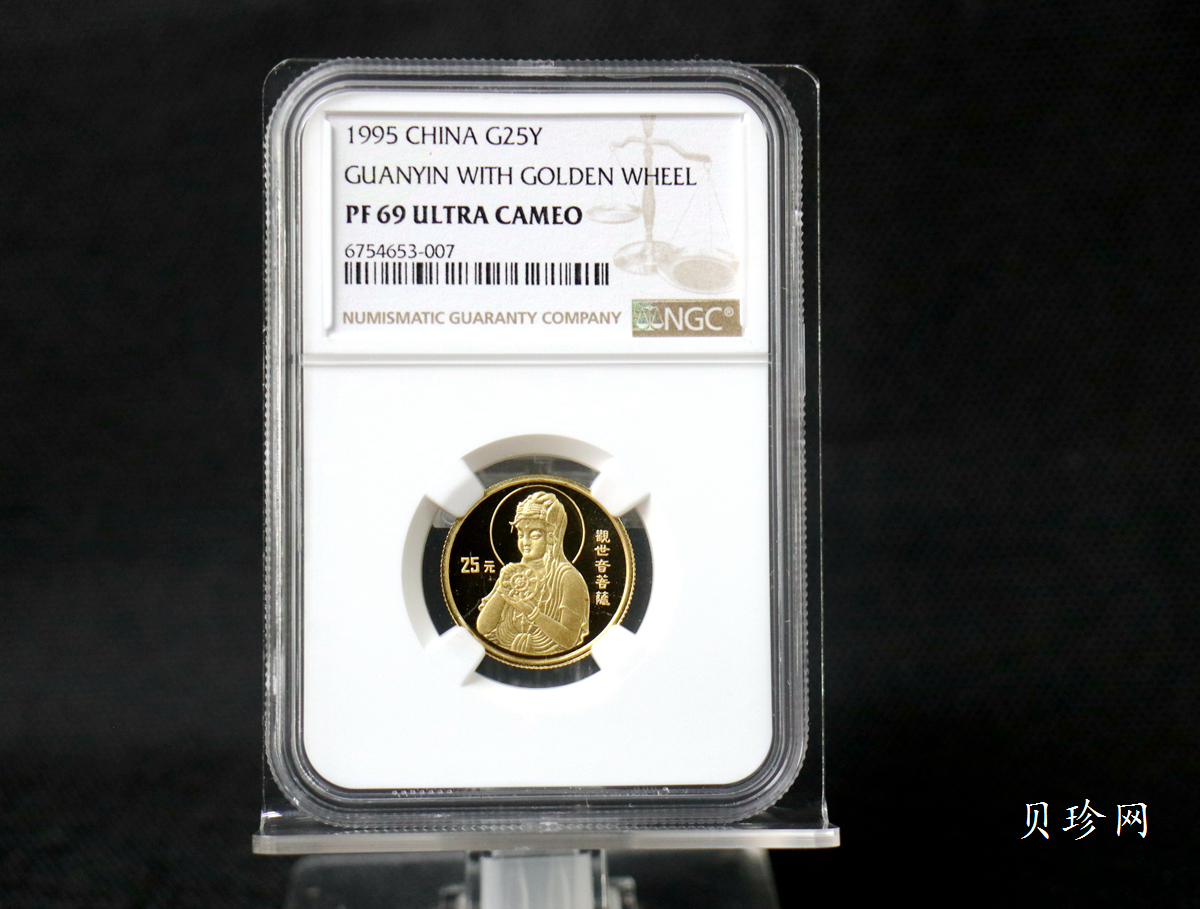 1995 CHINA G25Y
GUANYIN WITH GOLDEN WHEEL
PF 69 ULTRA CAMEO
6754653-007
NUMISMATIC GUARANTY COMPANY NGC®
25元
觀世音菩薩
贝珍网